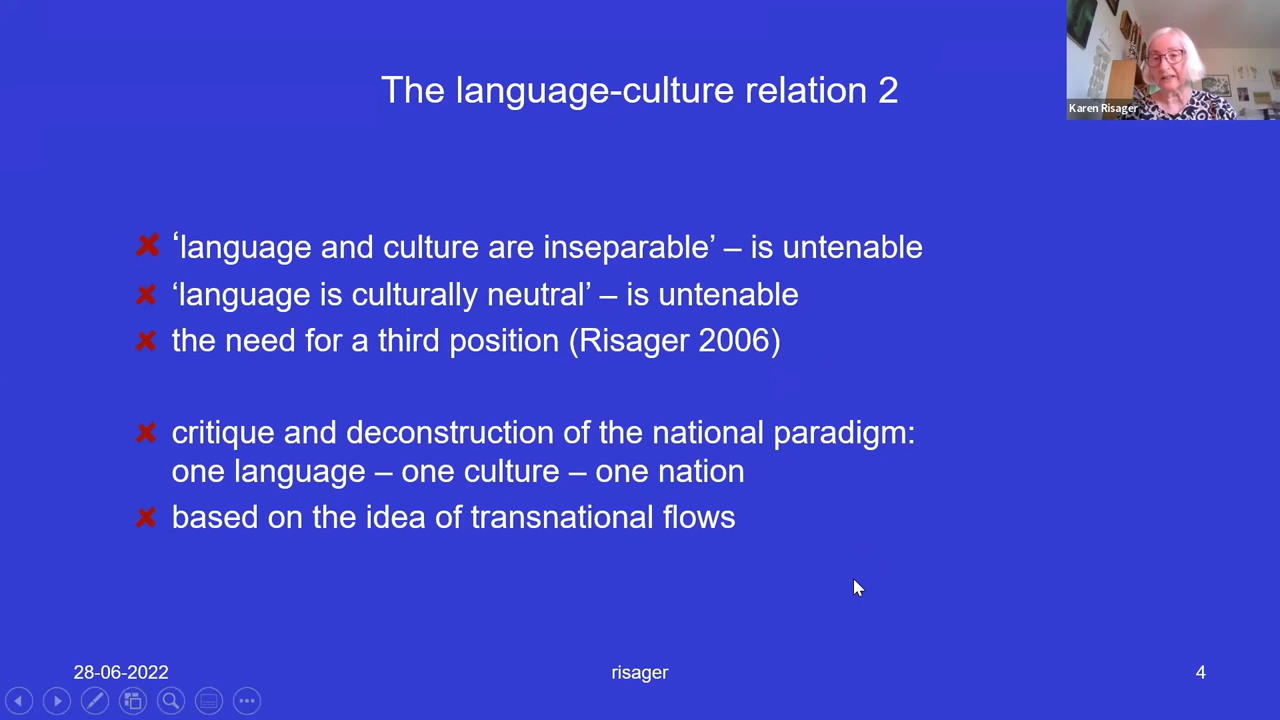 The language-culture relation 2
Karen Risager
‘language and culture are inseparable’ – is untenable
‘language is culturally neutral’ – is untenable
the need for a third position (Risager 2006)
critique and deconstruction of the national paradigm:
one language – one culture – one nation
based on the idea of transnational flows
28-06-2022
risager
4